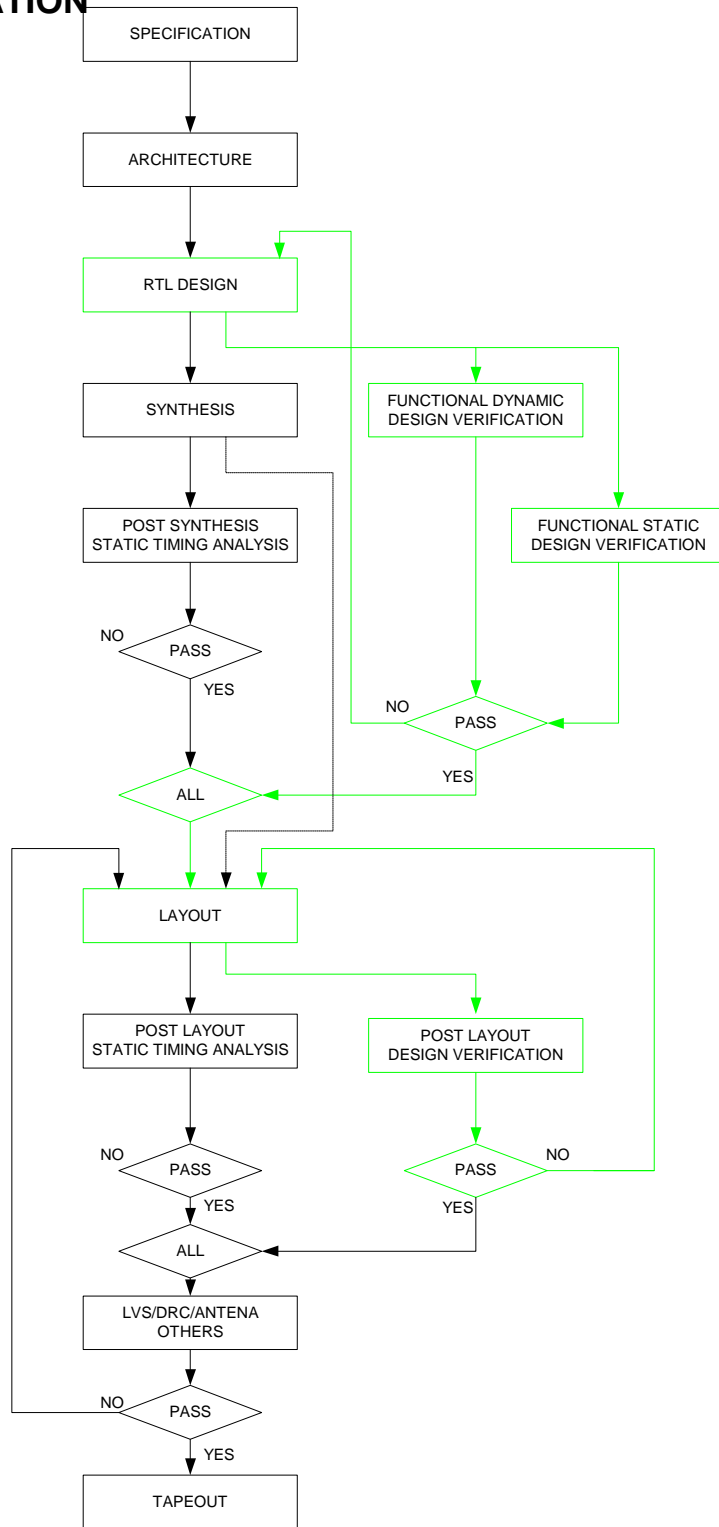 ATION
SPECIFICATION
ARCHITECTURE
RTL DESIGN
SYNTHESIS
FUNCTIONAL DYNAMIC
DESIGN VERIFICATION
POST SYNTHESIS
STATIC TIMING ANALYSIS
FUNCTIONAL STATIC
DESIGN VERIFICATION
NO
PASS
YES
NO
PASS
YES
ALL
LAYOUT
POST LAYOUT
STATIC TIMING ANALYSIS
POST LAYOUT
DESIGN VERIFICATION
NO
PASS
YES
PASS
NO
YES
ALL
LVS/DRC/ANTENA
OTHERS
NO
PASS
YES
TAPEOUT